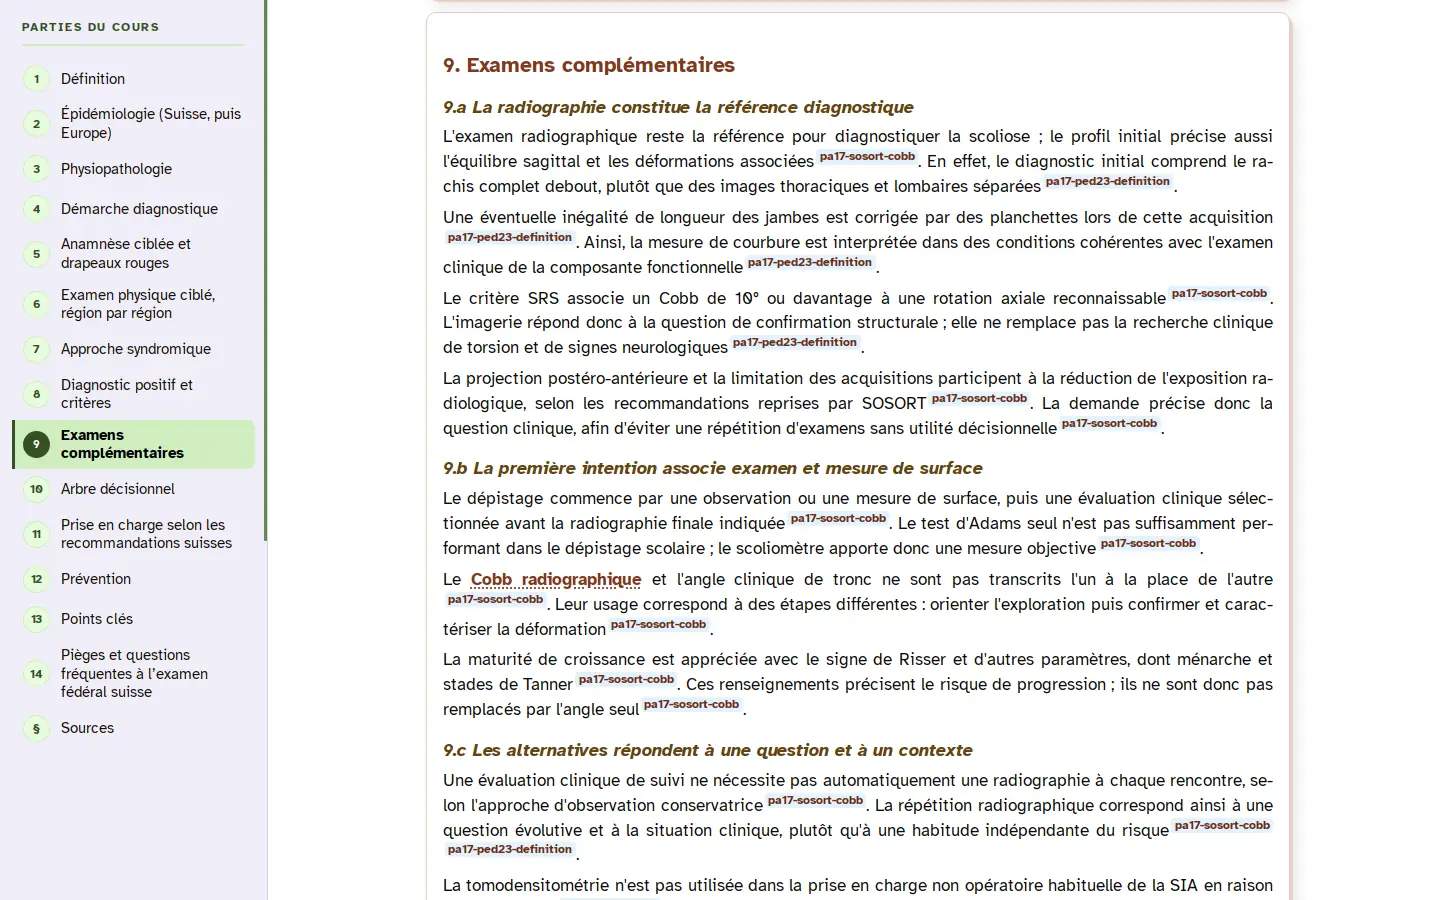 PARTIES DU COURS
1 Définition
2 Épidémiologie (Suisse, puis
Europe)
3 Physiopathologie
4 Démarche diagnostique
5 Anamnèse ciblée et
drapeaux rouges
6 Examen physique ciblé,
région par région
7 Approche syndromique
8 Diagnostic positif et
critères
9 Examens
complémentaires
10 Arbre décisionnel
11 Prise en charge selon les
recommandations suisses
12 Prévention
13 Points clés
14 Pièges et questions
fréquentes à l’examen
fédéral suisse
§ Sources
9. Examens complémentaires
9.a La radiographie constitue la référence diagnostique
L'examen radiographique reste la référence pour diagnostiquer la scoliose ; le profil initial précise aussi
l'équilibre sagittal et les déformations associées pa17-sosort-cobb . En effet, le diagnostic initial comprend le ra-
chis complet debout, plutôt que des images thoraciques et lombaires séparées pa17-ped23-definition .
Une éventuelle inégalité de longueur des jambes est corrigée par des planchettes lors de cette acquisition
pa17-ped23-definition . Ainsi, la mesure de courbure est interprétée dans des conditions cohérentes avec l'examen
clinique de la composante fonctionnelle pa17-ped23-definition .
Le critère SRS associe un Cobb de 10° ou davantage à une rotation axiale reconnaissable pa17-sosort-cobb .
L'imagerie répond donc à la question de confirmation structurale ; elle ne remplace pas la recherche clinique
de torsion et de signes neurologiques pa17-ped23-definition .
La projection postéro-antérieure et la limitation des acquisitions participent à la réduction de l'exposition ra-
diologique, selon les recommandations reprises par SOSORT pa17-sosort-cobb . La demande précise donc la
question clinique, afin d'éviter une répétition d'examens sans utilité décisionnelle pa17-sosort-cobb .
9.b La première intention associe examen et mesure de surface
Le dépistage commence par une observation ou une mesure de surface, puis une évaluation clinique sélec-
tionnée avant la radiographie finale indiquée pa17-sosort-cobb . Le test d'Adams seul n'est pas suffisamment per-
formant dans le dépistage scolaire ; le scoliomètre apporte donc une mesure objective pa17-sosort-cobb .
Le Cobb radiographique et l'angle clinique de tronc ne sont pas transcrits l'un à la place de l'autre
pa17-sosort-cobb . Leur usage correspond à des étapes différentes : orienter l'exploration puis confirmer et carac-
tériser la déformation pa17-sosort-cobb .
La maturité de croissance est appréciée avec le signe de Risser et d'autres paramètres, dont ménarche et
stades de Tanner pa17-sosort-cobb . Ces renseignements précisent le risque de progression ; ils ne sont donc pas
remplacés par l'angle seul pa17-sosort-cobb .
9.c Les alternatives répondent à une question et à un contexte
Une évaluation clinique de suivi ne nécessite pas automatiquement une radiographie à chaque rencontre, se-
lon l'approche d'observation conservatrice pa17-sosort-cobb . La répétition radiographique correspond ainsi à une
question évolutive et à la situation clinique, plutôt qu'à une habitude indépendante du risque pa17-sosort-cobb
pa17-ped23-definition .
La tomodensitométrie n'est pas utilisée dans la prise en charge non opératoire habituelle de la SIA en raison